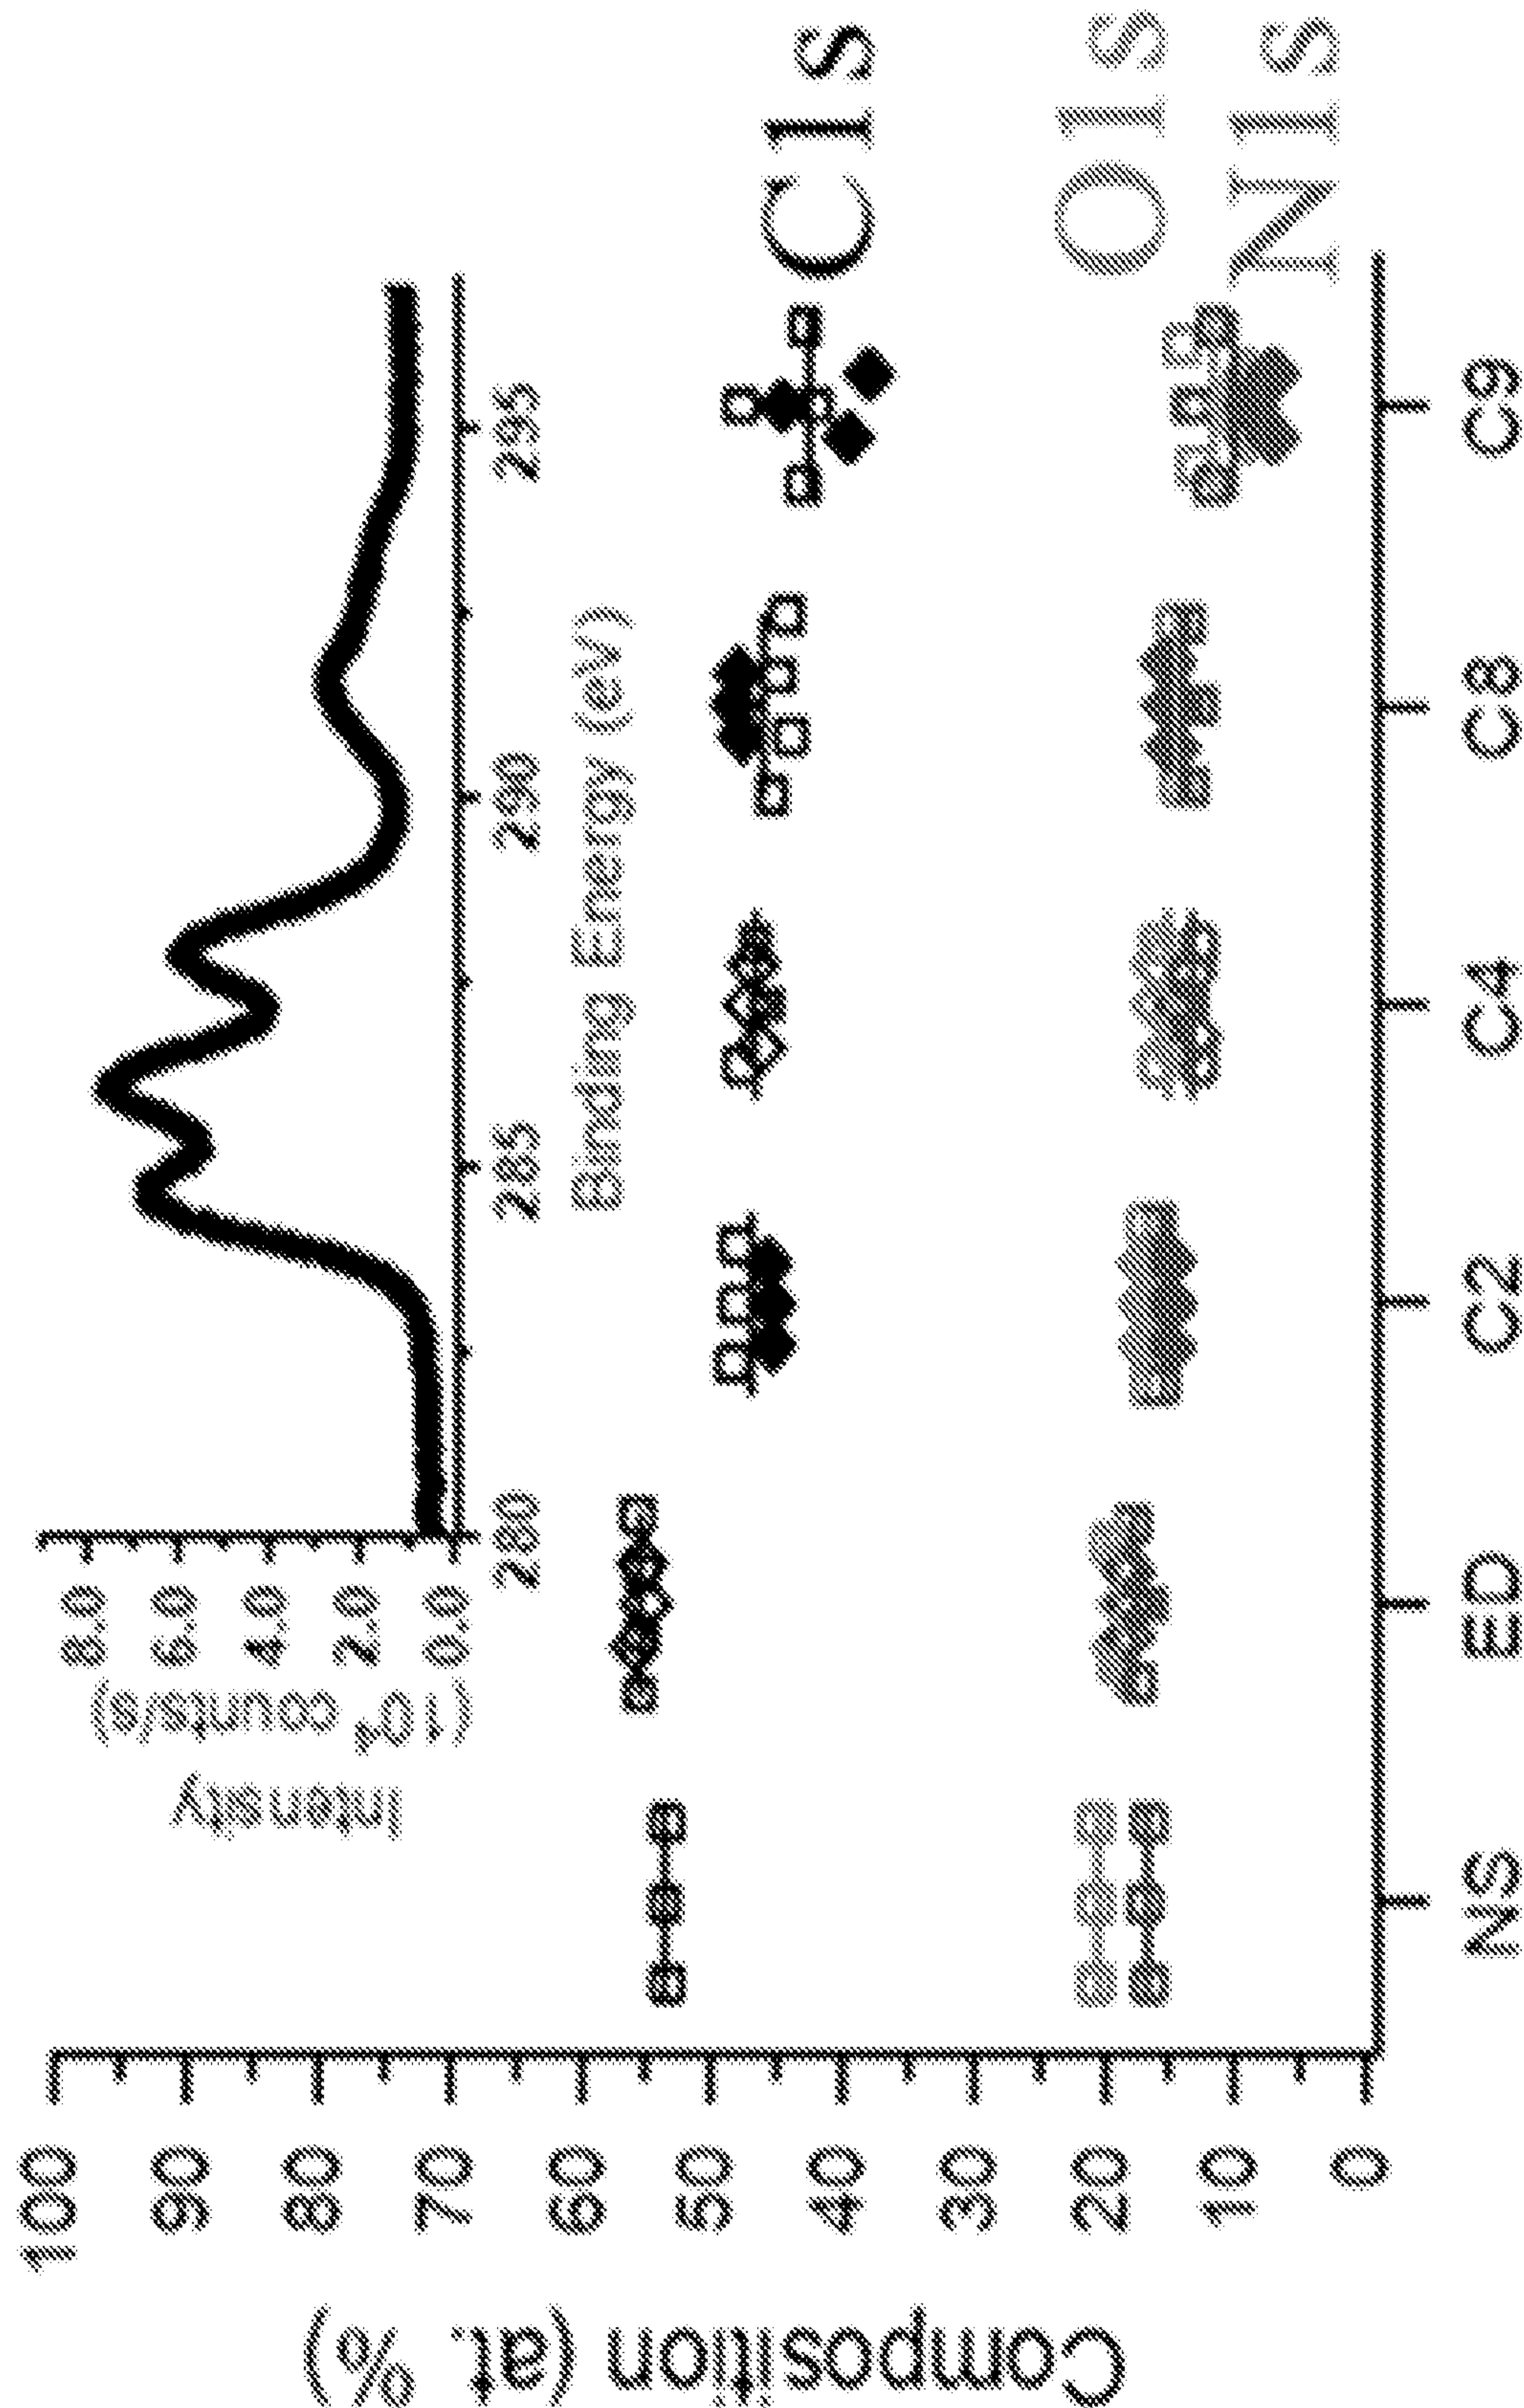 Composition (at. %)
100
90
80
70
60
50
40
30
20
10
0
Intensity
(10⁴ counts/s)
8.0
6.0
4.0
2.0
0.0
280
285
290
295
Binding Energy (eV)
C1s
O1s
N1s
NS
ED
C2
C4
C8
C9